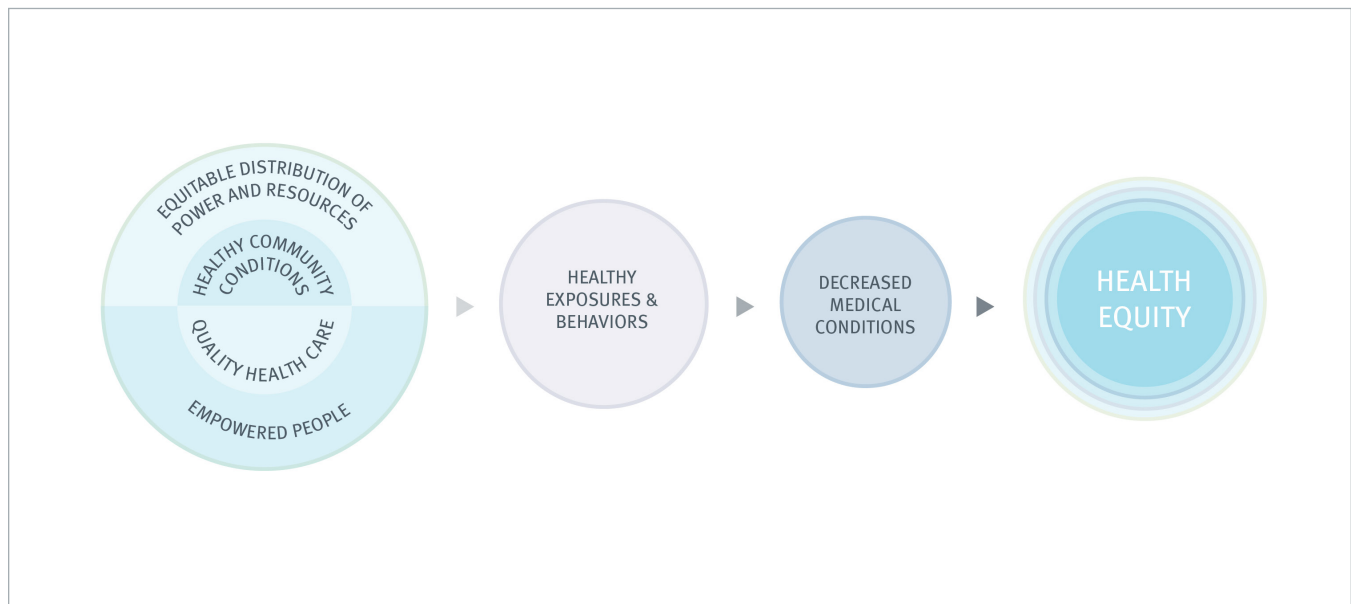 EQUITABLE DISTRIBUTION OF
POWER AND RESOURCES
HEALTHY COMMUNITY
CONDITIONS
QUALITY HEALTH CARE
EMPOWERED PEOPLE
HEALTHY
EXPOSURES &
BEHAVIORS
DECREASED
MEDICAL
CONDITIONS
HEALTH
EQUITY